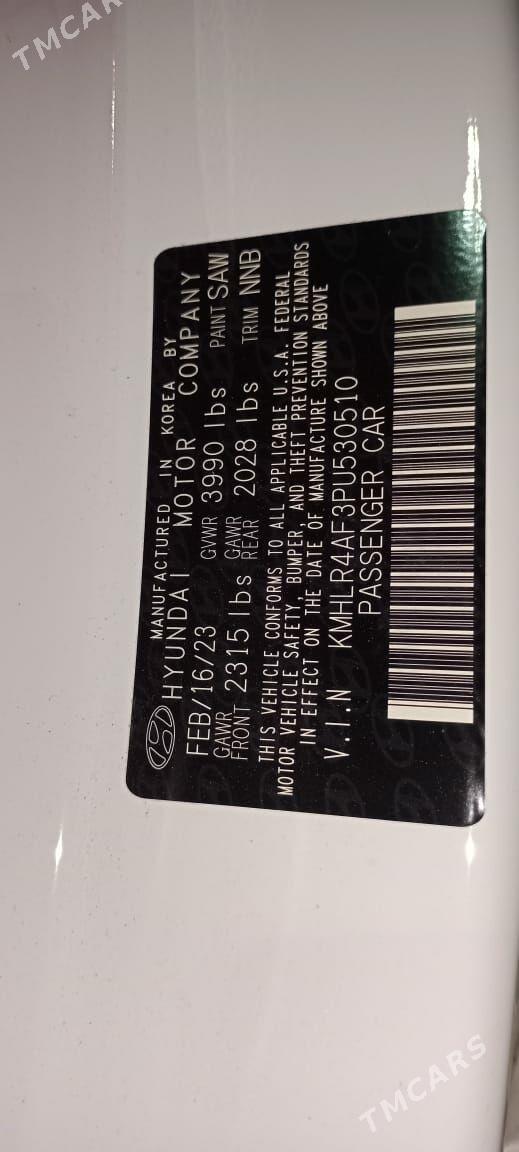 TMCARS
MANUFACTURED IN KOREA BY
HYUNDAI MOTOR COMPANY
FEB/16/23 GVWR 3990 lbs PAINT SAW
GAWR FRONT 2315 lbs GAWR REAR 2028 lbs TRIM NNB
THIS VEHICLE CONFORMS TO ALL APPLICABLE U.S.A. FEDERAL
MOTOR VEHICLE SAFETY, BUMPER, AND THEFT PREVENTION STANDARDS
IN EFFECT ON THE DATE OF MANUFACTURE SHOWN ABOVE
V.I.N KMHLR4AF3PU530510
PASSENGER CAR
TMCARS